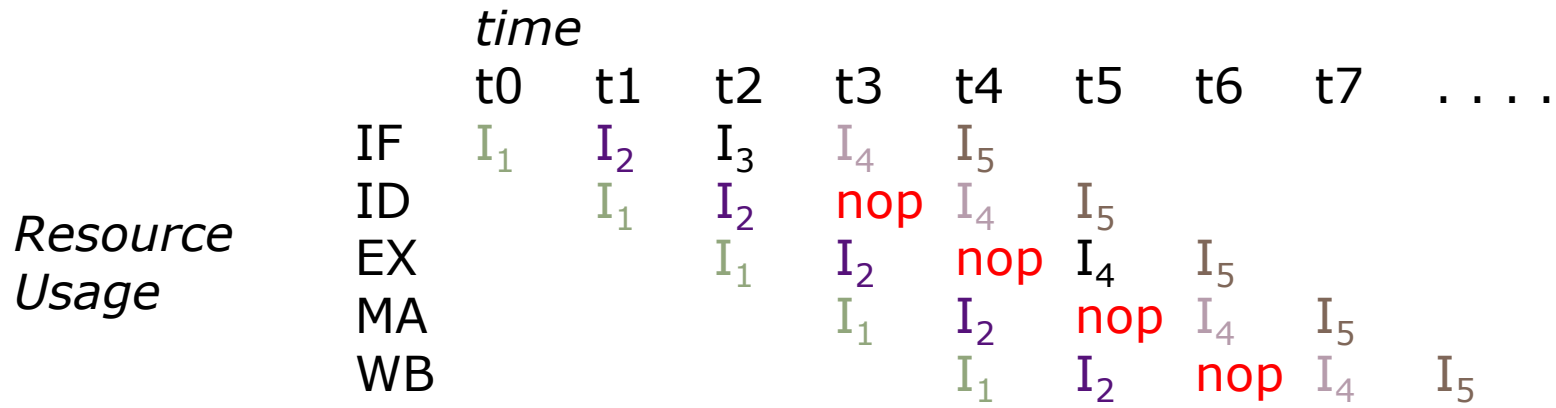 time
t0 t1 t2 t3 t4 t5 t6 t7 . . . .
IF I₁ I₂ I₃ I₄ I₅
ID I₁ I₂ nop I₄ I₅
Resource
EX I₁ I₂ nop I₄ I₅
Usage
MA I₁ I₂ nop I₄ I₅
WB I₁ I₂ nop I₄ I₅